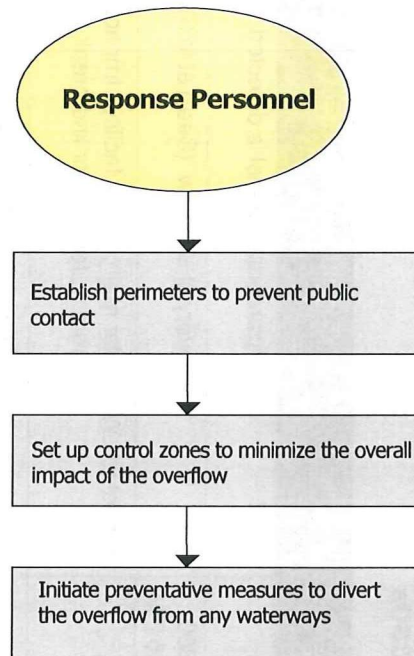 Response Personnel
Establish perimeters to prevent public
contact
Set up control zones to minimize the overall
impact of the overflow
Initiate preventative measures to divert
the overflow from any waterways